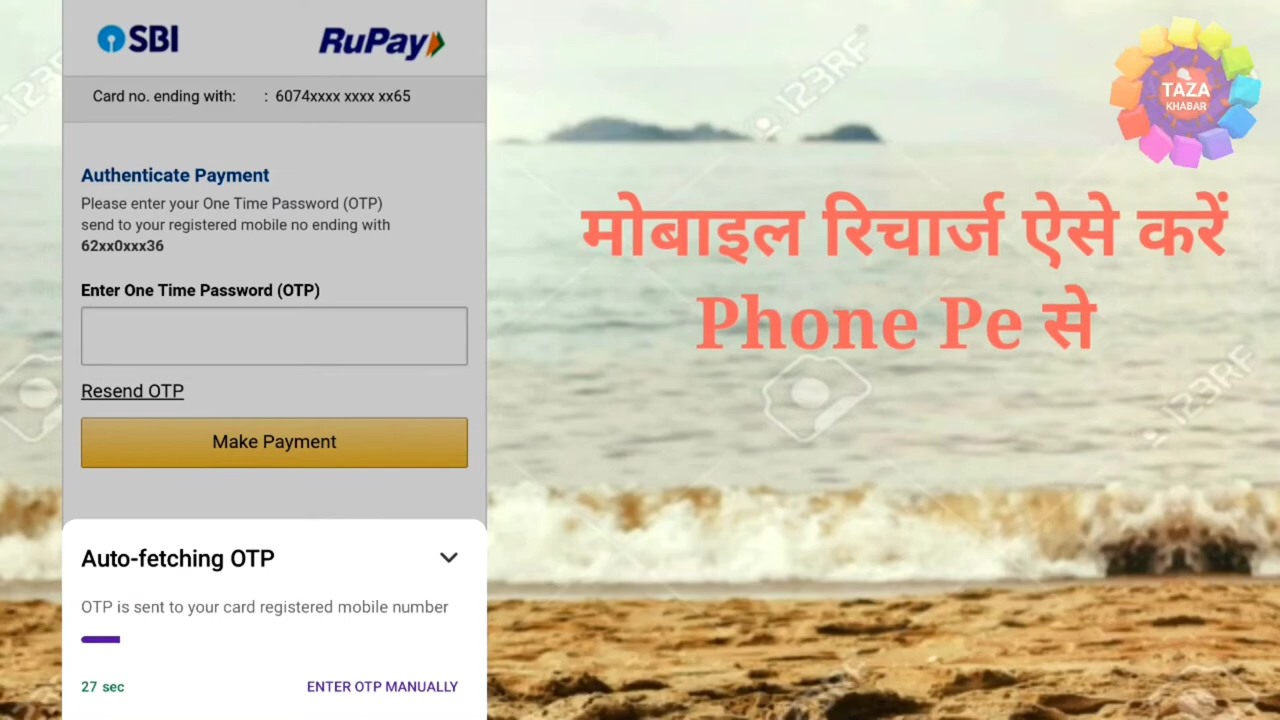 SBI
RuPay
Card no. ending with: : 6074xxxx xxxx xx65
Authenticate Payment
Please enter your One Time Password (OTP)
send to your registered mobile no ending with
62xx0xxx36
Enter One Time Password (OTP)
Resend OTP
Make Payment
Auto-fetching OTP
OTP is sent to your card registered mobile number
27 sec
ENTER OTP MANUALLY
TAZA
KHABAR
मोबाइल रिचार्ज ऐसे करें
Phone Pe से
123RF
123RF
123RF